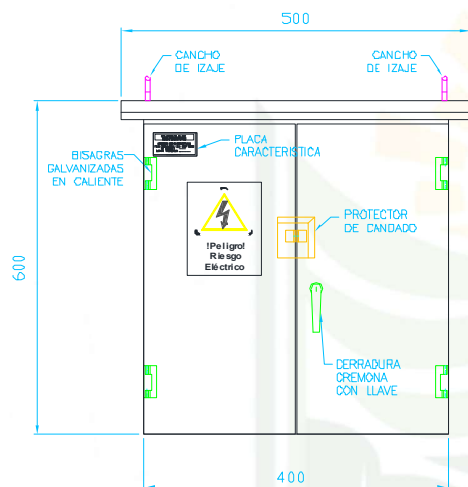 500
CANCHO
DE IZAJE
CANCHO
DE IZAJE
PLACA
CARACTERISTICA
BISAGRAS
GALVANIZADAS
EN CALIENTE
!Peligro!
Riesgo
Eléctrico
PROTECTOR
DE CANDADO
600
CERRADURA
CREMONA
CON LLAVE
400